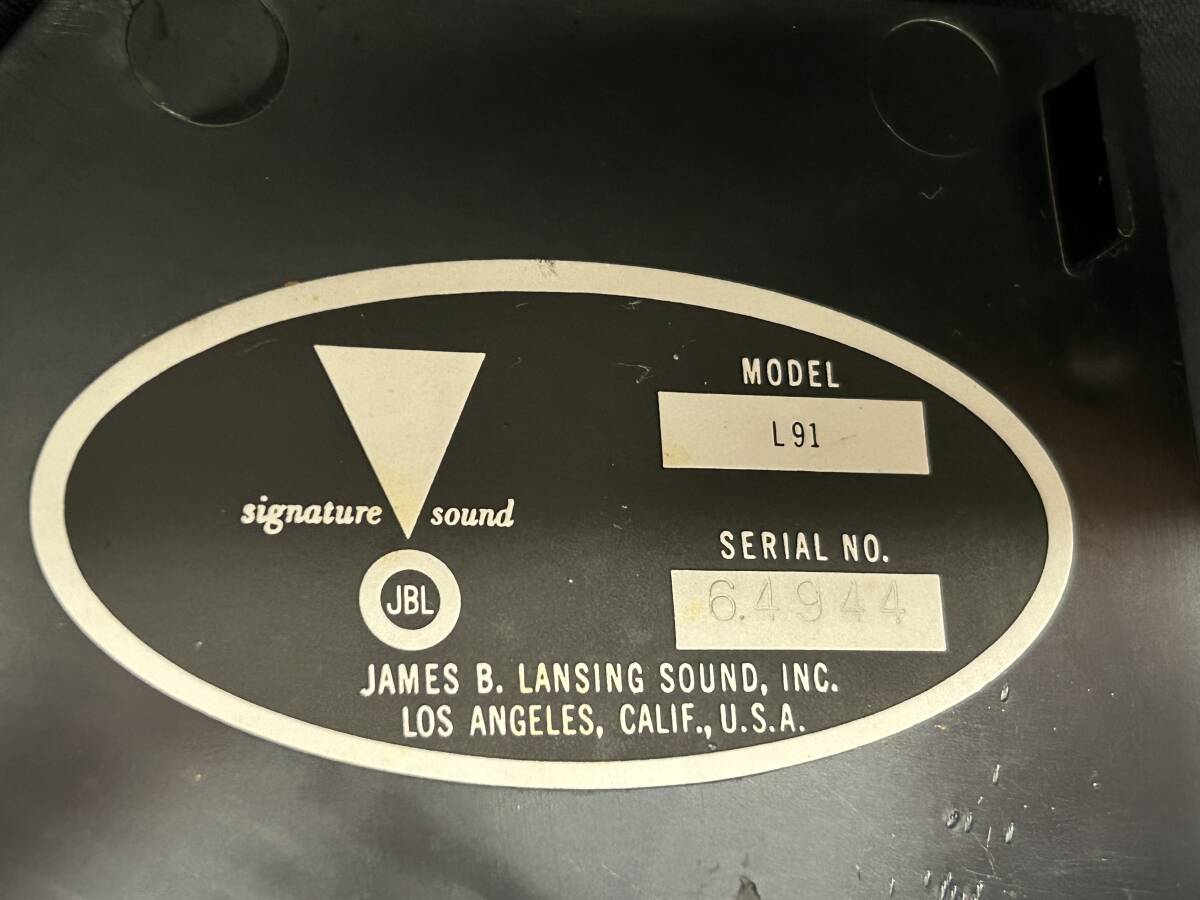 MODEL
L91
signature sound
SERIAL NO.
64944
JBL
JAMES B. LANSING SOUND, INC.
LOS ANGELES, CALIF., U.S.A.